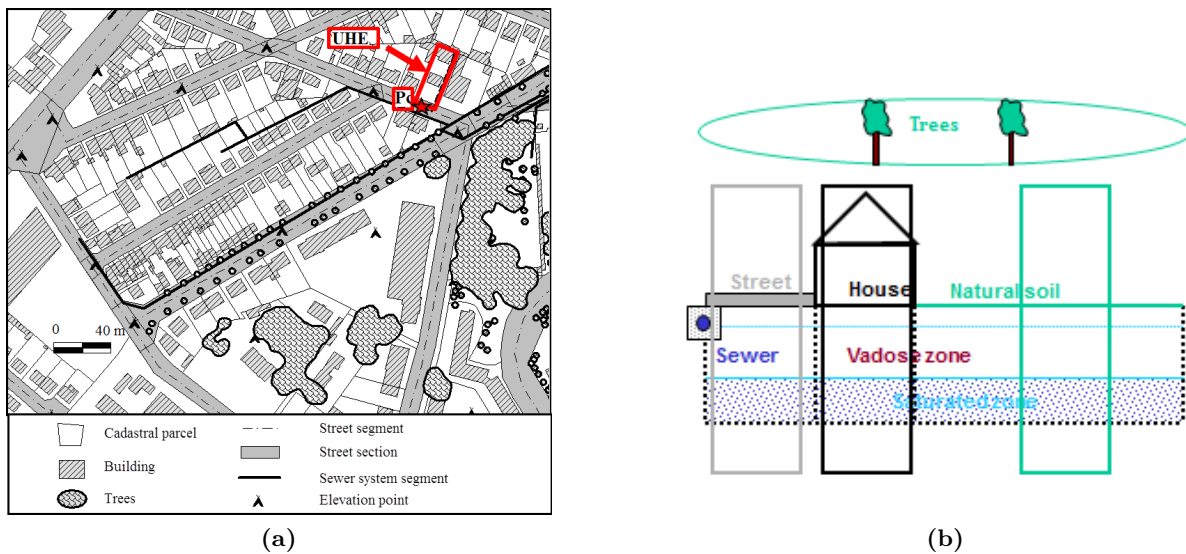 UHE
Pc
0 40 m
Cadastral parcel
Building
Trees
Street segment
Street section
Sewer system segment
Elevation point
(a)
Trees
Street
House
Natural soil
Sewer
Vadose zone
Saturated zone
(b)